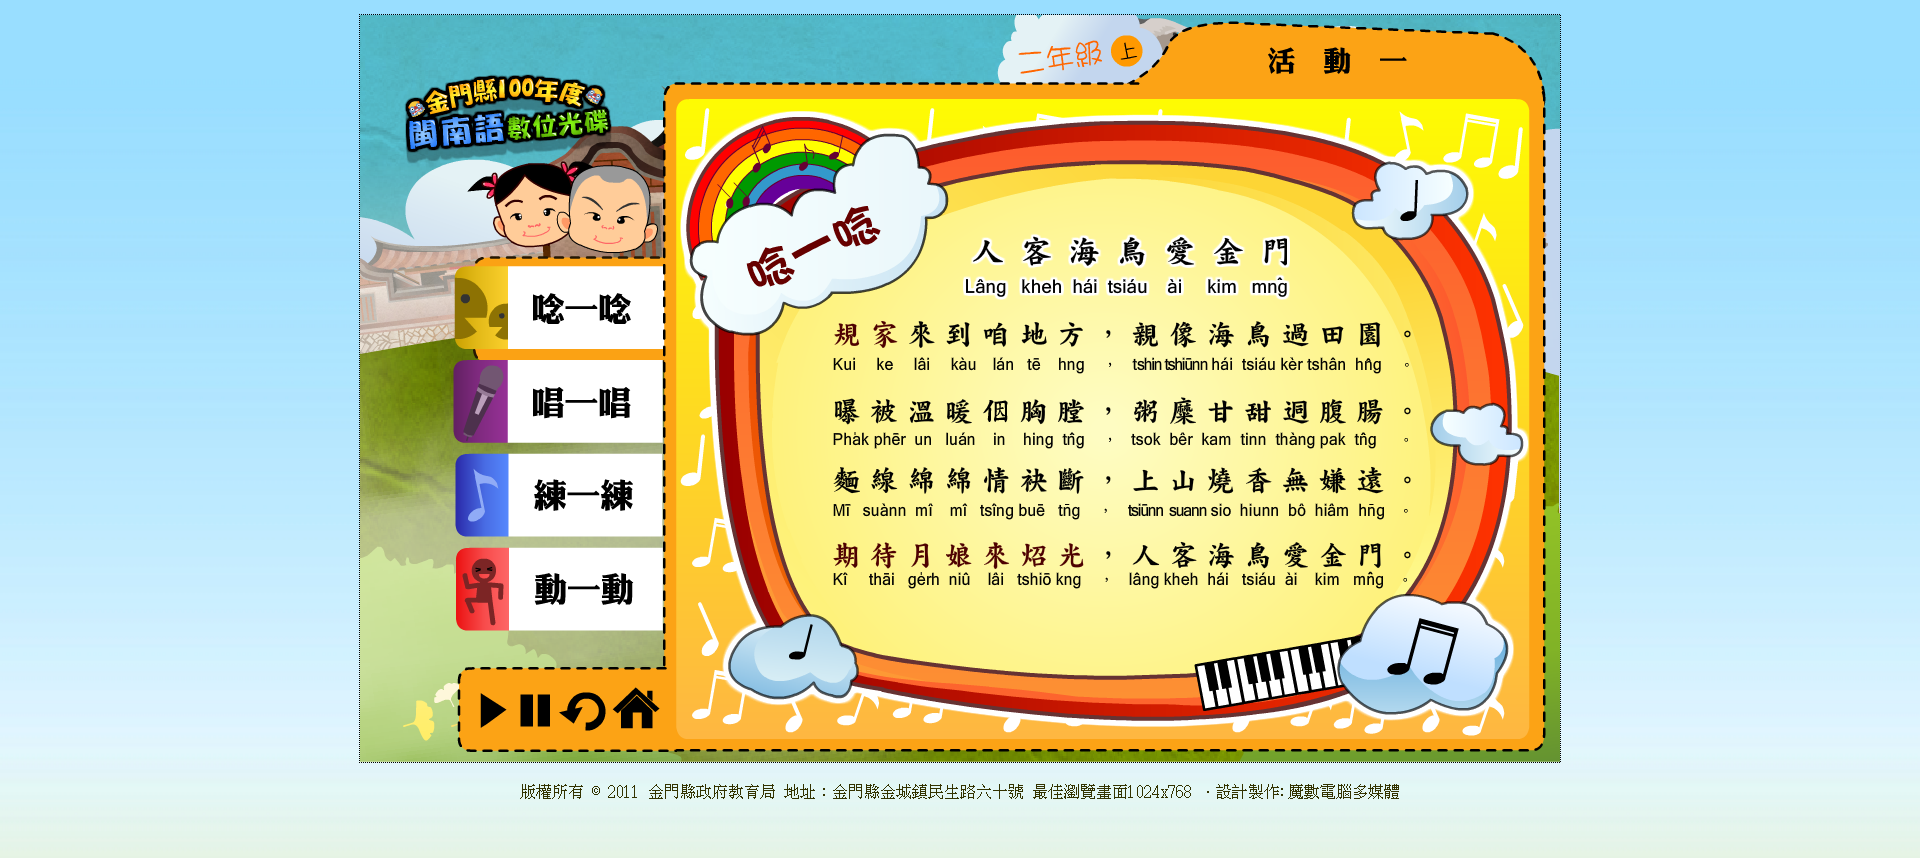 二年級 上
活動一
金門縣100年度
閩南語數位光碟
唸一唸
人客海鳥愛金門
Lâng kheh hái tsiáu ài kim mn̂g
規家來到咱地方，親像海鳥過田園。
Kui ke lâi kàu lán tē hng ， tshin tshiūnn hái tsiáu kèr tshân hn̂g 。
曝被溫暖佪胸膛，粥糜甘甜迵腹腸。
Pha̍k phēr un luán in hing tn̂g ， tsok bêr kam tinn thàng pak tn̂g 。
麵線綿綿情袂斷，上山燒香無嫌遠。
Mī suànn mî mî tsîng buē tn̄g ， tsiūnn suann sio hiunn bô hiâm hn̄g 。
期待月娘來炤光，人客海鳥愛金門。
Kî thāi ge̍rh niû lâi tshiō kng ， lâng kheh hái tsiáu ài kim mn̂g 。
唸一唸
唱一唱
練一練
動一動
版權所有 © 2011 金門縣政府教育局 地址：金門縣金城鎮民生路六十號 最佳瀏覽畫面1024x768 ‧設計製作: 魔數電腦多媒體